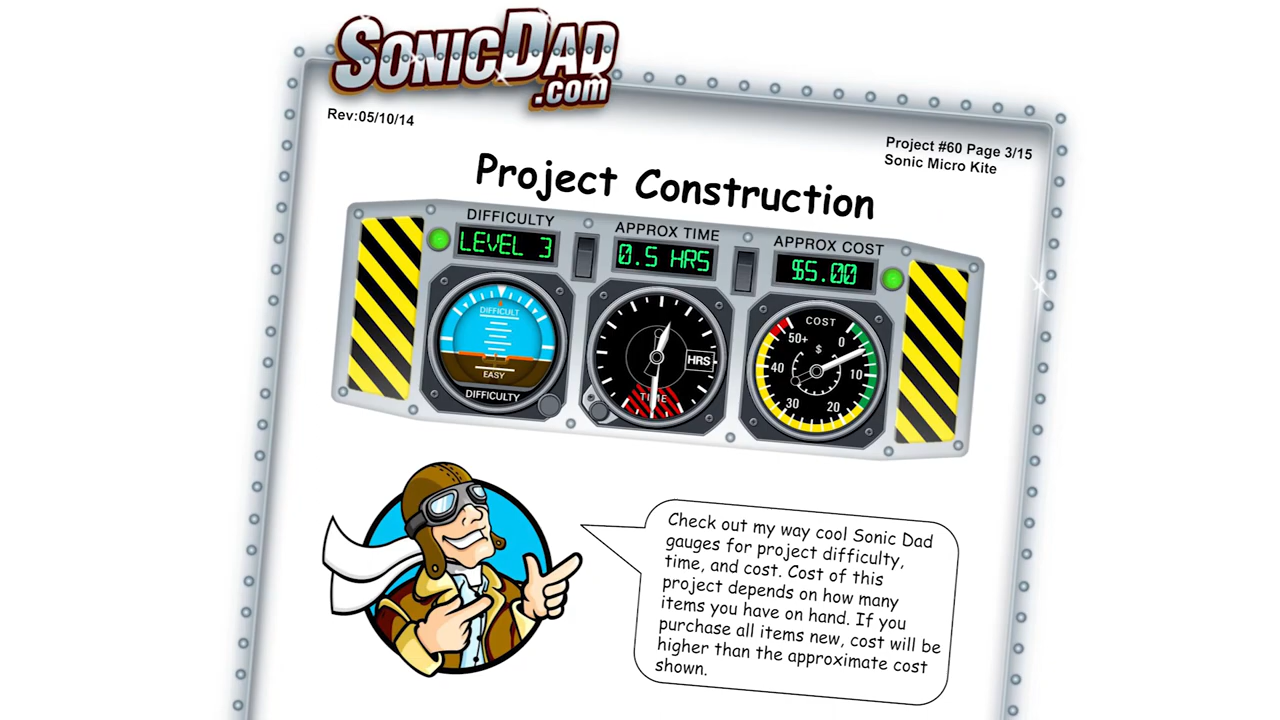 SONICDAD
.com
Rev:05/10/14
Project #60 Page 3/15
Sonic Micro Kite
Project Construction
DIFFICULTY
LEVEL 3
APPROX TIME
0.5 HRS
APPROX COST
$5.00
DIFFICULT
EASY
DIFFICULTY
HRS
TIME
COST
50+
$
0
40
10
30
20
Check out my way cool Sonic Dad
gauges for project difficulty,
time, and cost. Cost of this
project depends on how many
items you have on hand. If you
purchase all items new, cost will be
higher than the approximate cost
shown.